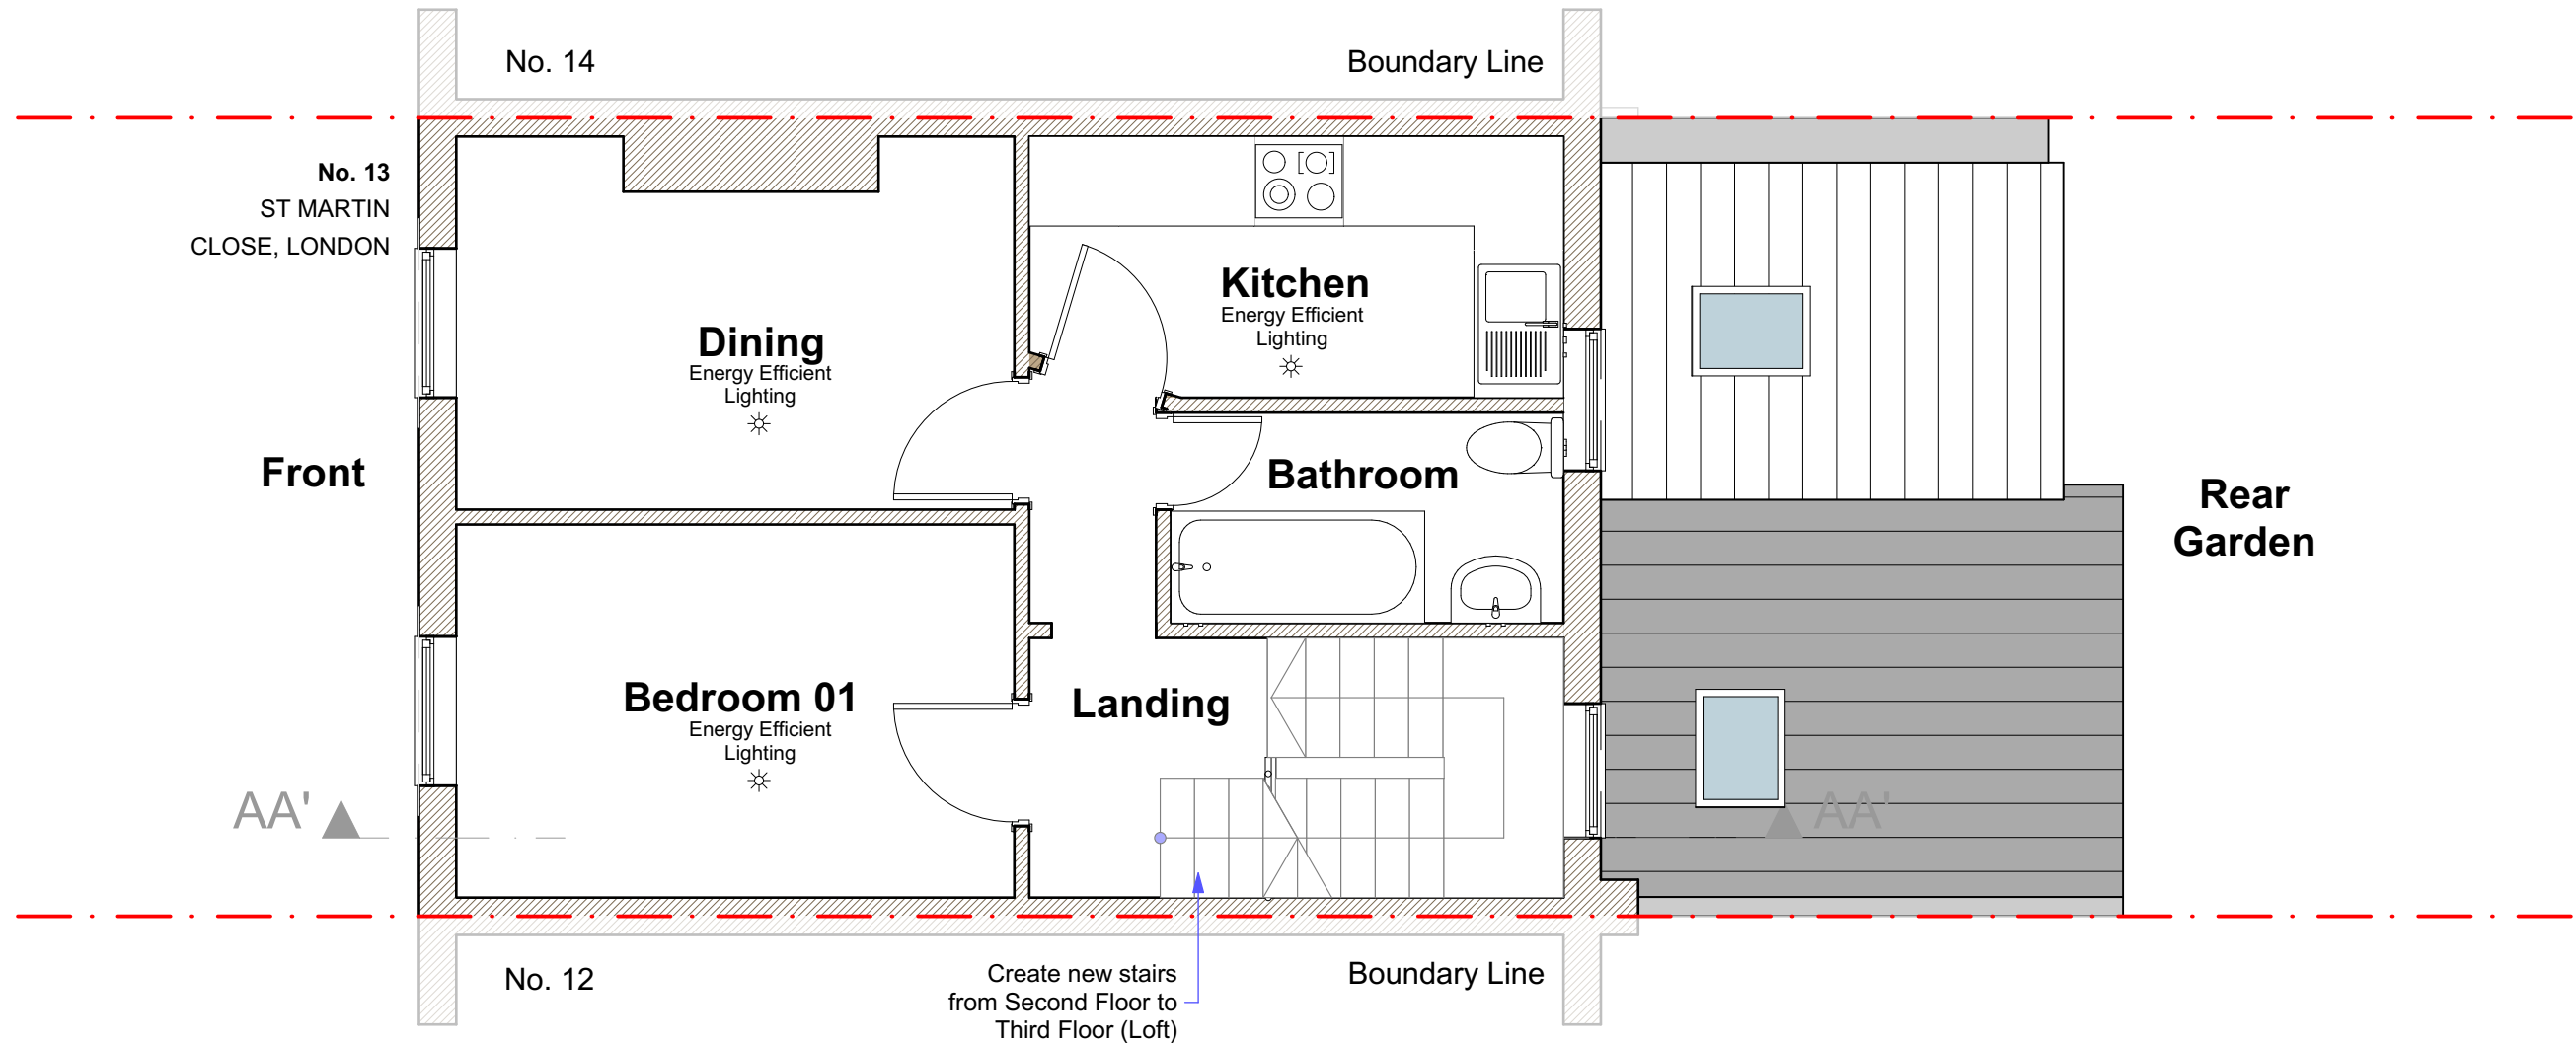 No. 14
Boundary Line
No. 13
ST MARTIN
CLOSE, LONDON
Kitchen
Energy Efficient
Lighting
Dining
Energy Efficient
Lighting
Front
Bathroom
Rear
Garden
Bedroom 01
Energy Efficient
Lighting
Landing
AA'
AA'
No. 12
Create new stairs
from Second Floor to
Third Floor (Loft)
Boundary Line